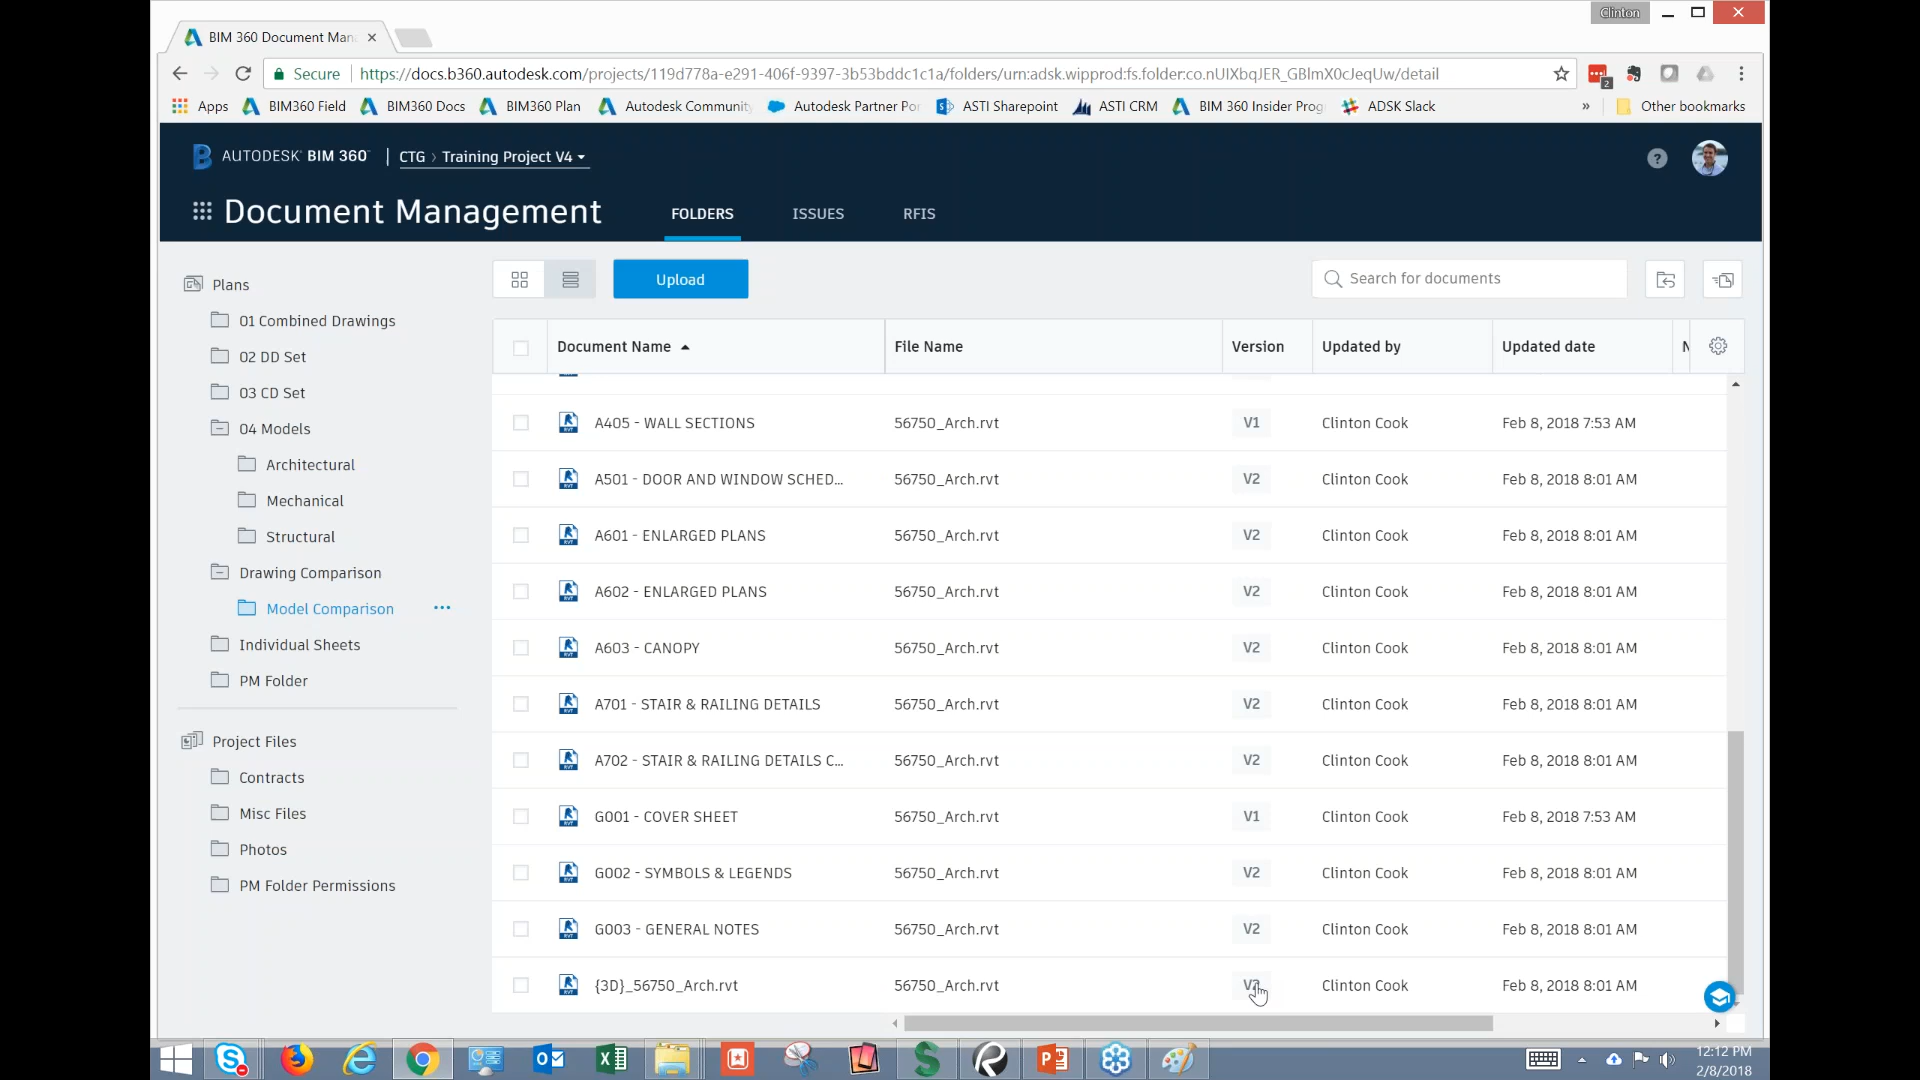 Clinton
BIM 360 Document Man
Secure https://docs.b360.autodesk.com/projects/119d778a-e291-406f-9397-3b53bddc1c1a/folders/urn:adsk.wipprod:fs.folder:co.nUIXbqJER_GBlmX0cJeqUw/detail
2
Apps BIM360 Field BIM360 Docs BIM360 Plan Autodesk Community Autodesk Partner Por ASTI Sharepoint ASTI CRM BIM 360 Insider Prog ADSK Slack » Other bookmarks
AUTODESK® BIM 360™ CTG > Training Project V4
?
Document Management FOLDERS ISSUES RFIS
Plans
01 Combined Drawings
02 DD Set
03 CD Set
04 Models
Architectural
Mechanical
Structural
Drawing Comparison
Model Comparison ...
Individual Sheets
PM Folder
Project Files
Contracts
Misc Files
Photos
PM Folder Permissions
Upload Search for documents
Document Name File Name Version Updated by Updated date
A405 - WALL SECTIONS 56750_Arch.rvt V1 Clinton Cook Feb 8, 2018 7:53 AM
A501 - DOOR AND WINDOW SCHED... 56750_Arch.rvt V2 Clinton Cook Feb 8, 2018 8:01 AM
A601 - ENLARGED PLANS 56750_Arch.rvt V2 Clinton Cook Feb 8, 2018 8:01 AM
A602 - ENLARGED PLANS 56750_Arch.rvt V2 Clinton Cook Feb 8, 2018 8:01 AM
A603 - CANOPY 56750_Arch.rvt V2 Clinton Cook Feb 8, 2018 8:01 AM
A701 - STAIR & RAILING DETAILS 56750_Arch.rvt V2 Clinton Cook Feb 8, 2018 8:01 AM
A702 - STAIR & RAILING DETAILS C... 56750_Arch.rvt V2 Clinton Cook Feb 8, 2018 8:01 AM
G001 - COVER SHEET 56750_Arch.rvt V1 Clinton Cook Feb 8, 2018 7:53 AM
G002 - SYMBOLS & LEGENDS 56750_Arch.rvt V2 Clinton Cook Feb 8, 2018 8:01 AM
G003 - GENERAL NOTES 56750_Arch.rvt V2 Clinton Cook Feb 8, 2018 8:01 AM
{3D}_56750_Arch.rvt 56750_Arch.rvt Clinton Cook Feb 8, 2018 8:01 AM
12:12 PM
2/8/2018